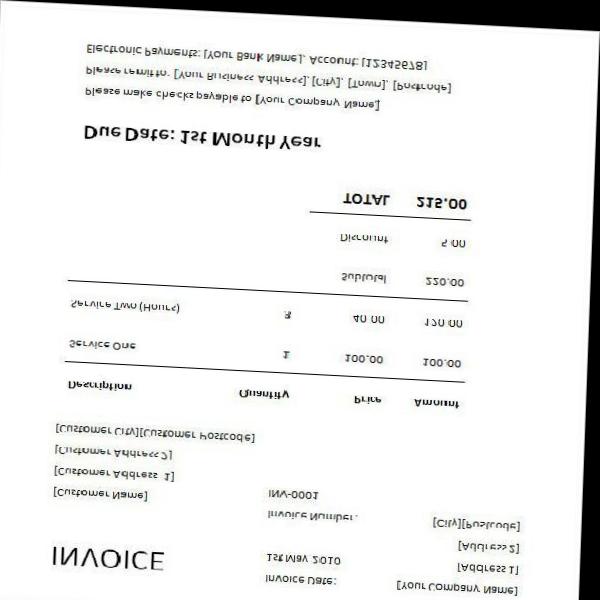 INVOICE
Invoice Date:
[Your Company Name]
1st May 2010
[Address 1]
[Address 2]
Invoice Number:
[City][Postcode]
INV-0001
[Customer Name]
[Customer Address 1]
[Customer Address 2]
[Customer City][Customer Postcode]
Description Quantity Price Amount
Service One 1 100.00 100.00
Service Two (Hours) 3 40.00 120.00
Subtotal 220.00
Discount 5.00
TOTAL 215.00
Due Date: 1st Month Year
Please make checks payable to [Your Company Name]
Please remit to: [Your Business Address], [City], [Town], [Postcode]
Electronic Payments: [Your Bank Name], Account: [12345678]